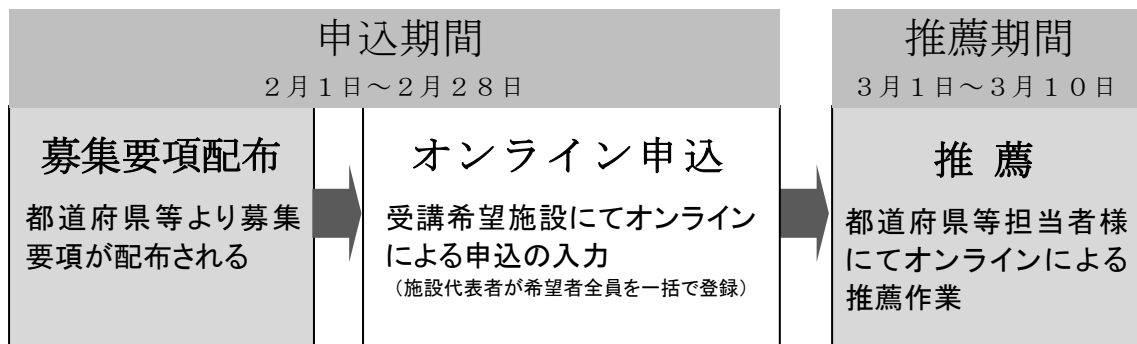 申込期間
２月１日～２月２８日
推薦期間
３月１日～３月１０日
募集要項配布
都道府県等より募集
要項が配布される
オンライン申込
受講希望施設にてオンライン
による申込の入力
（施設代表者が希望者全員を一括で登録）
推 薦
都道府県等担当者様
にてオンラインによる
推薦作業